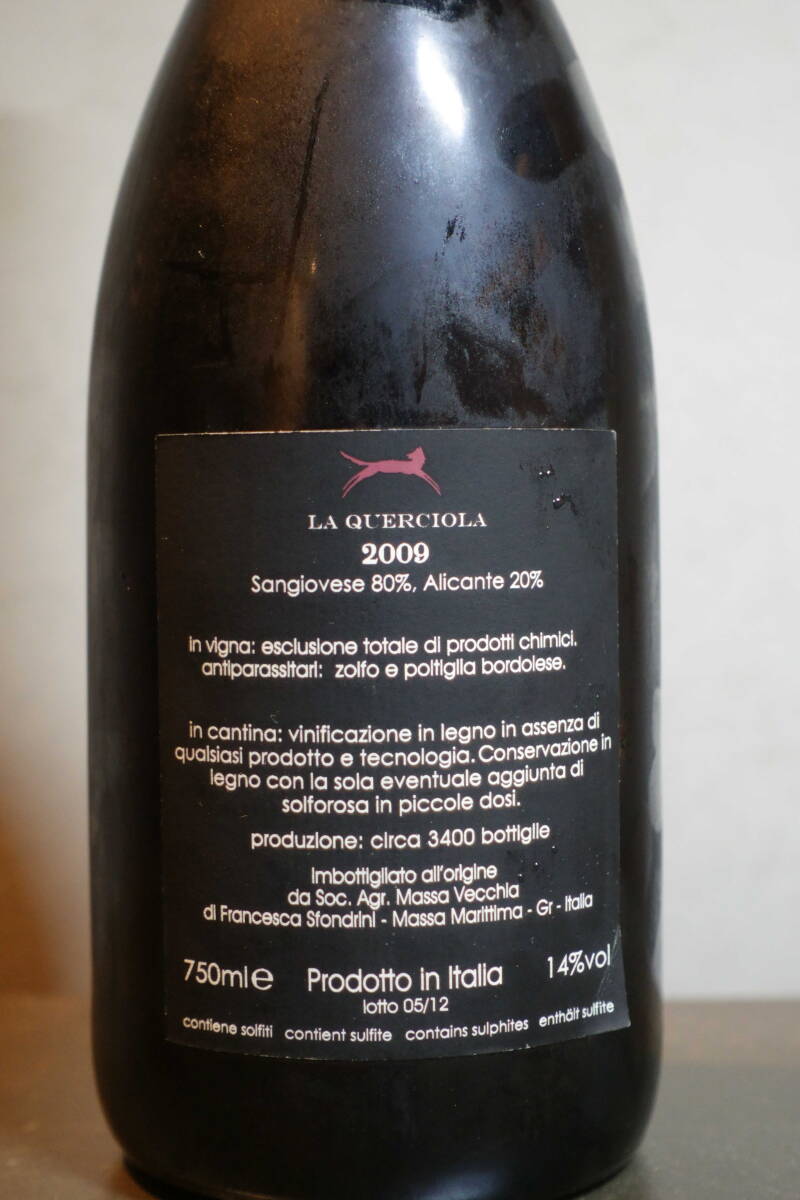 LA QUERCIOLA
2009
Sangiovese 80%, Alicante 20%
in vigna: esclusione totale di prodotti chimici.
antiparassitari: zolfo e poltiglia bordolese.
in cantina: vinificazione in legno in assenza di
qualsiasi prodotto e tecnologia. Conservazione in
legno con la sola eventuale aggiunta di
solforosa in piccole dosi.
produzione: circa 3400 bottiglie
Imbottigliato all'origine
da Soc. Agr. Massa Vecchia
di Francesca Sfondrini - Massa Marittima - Gr - Italia
750ml e Prodotto in Italia 14%vol
lotto 05/12
contiene solfiti contient sulfite contains sulphites enthält sulfite